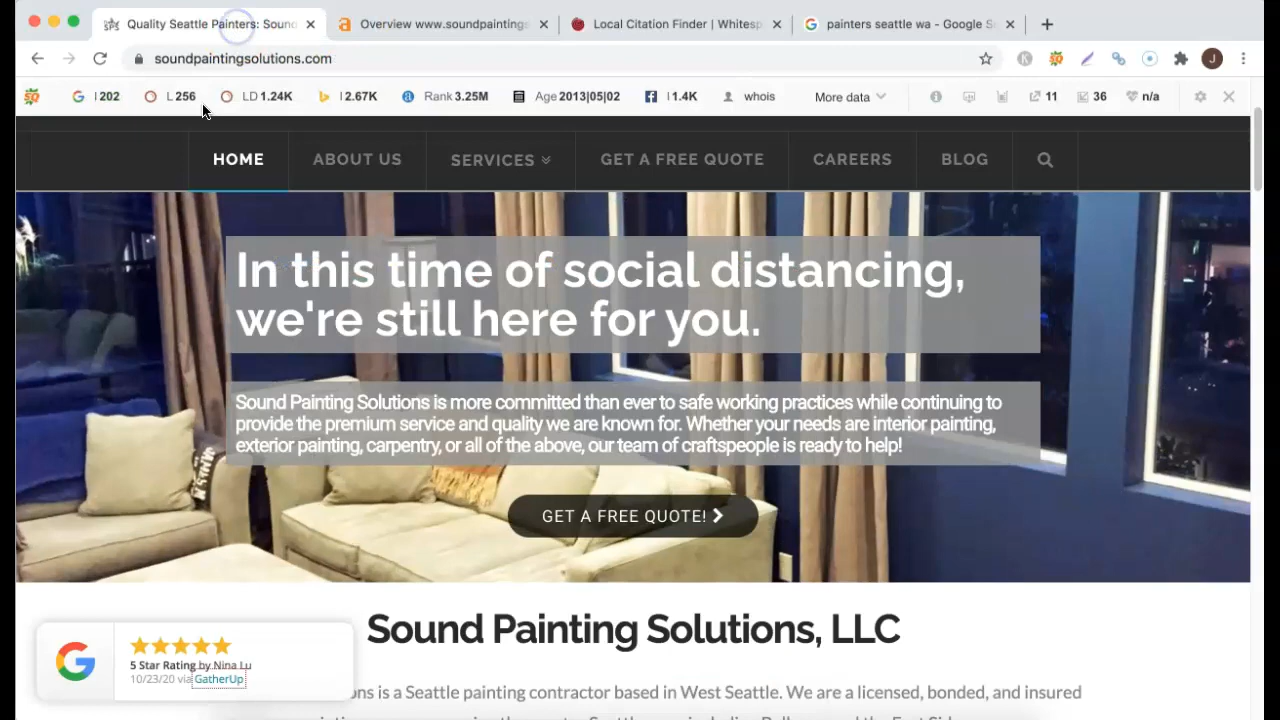 Quality Seattle Painters: Soun
Overview www.soundpaintings
Local Citation Finder | Whitesp
painters seattle wa - Google S
soundpaintingsolutions.com
J
I 202
L 256
LD 1.24K
I 2.67K
Rank 3.25M
Age 2013|05|02
I 1.4K
whois
More data
11
36
n/a
HOME
ABOUT US
SERVICES
GET A FREE QUOTE
CAREERS
BLOG
In this time of social distancing,
we're still here for you.
Sound Painting Solutions is more committed than ever to safe working practices while continuing to
provide the premium service and quality we are known for. Whether your needs are interior painting,
exterior painting, carpentry, or all of the above, our team of craftspeople is ready to help!
GET A FREE QUOTE!
Sound Painting Solutions, LLC
5 Star Rating by Nina Lu
10/23/20 via GatherUp
ns is a Seattle painting contractor based in West Seattle. We are a licensed, bonded, and insured